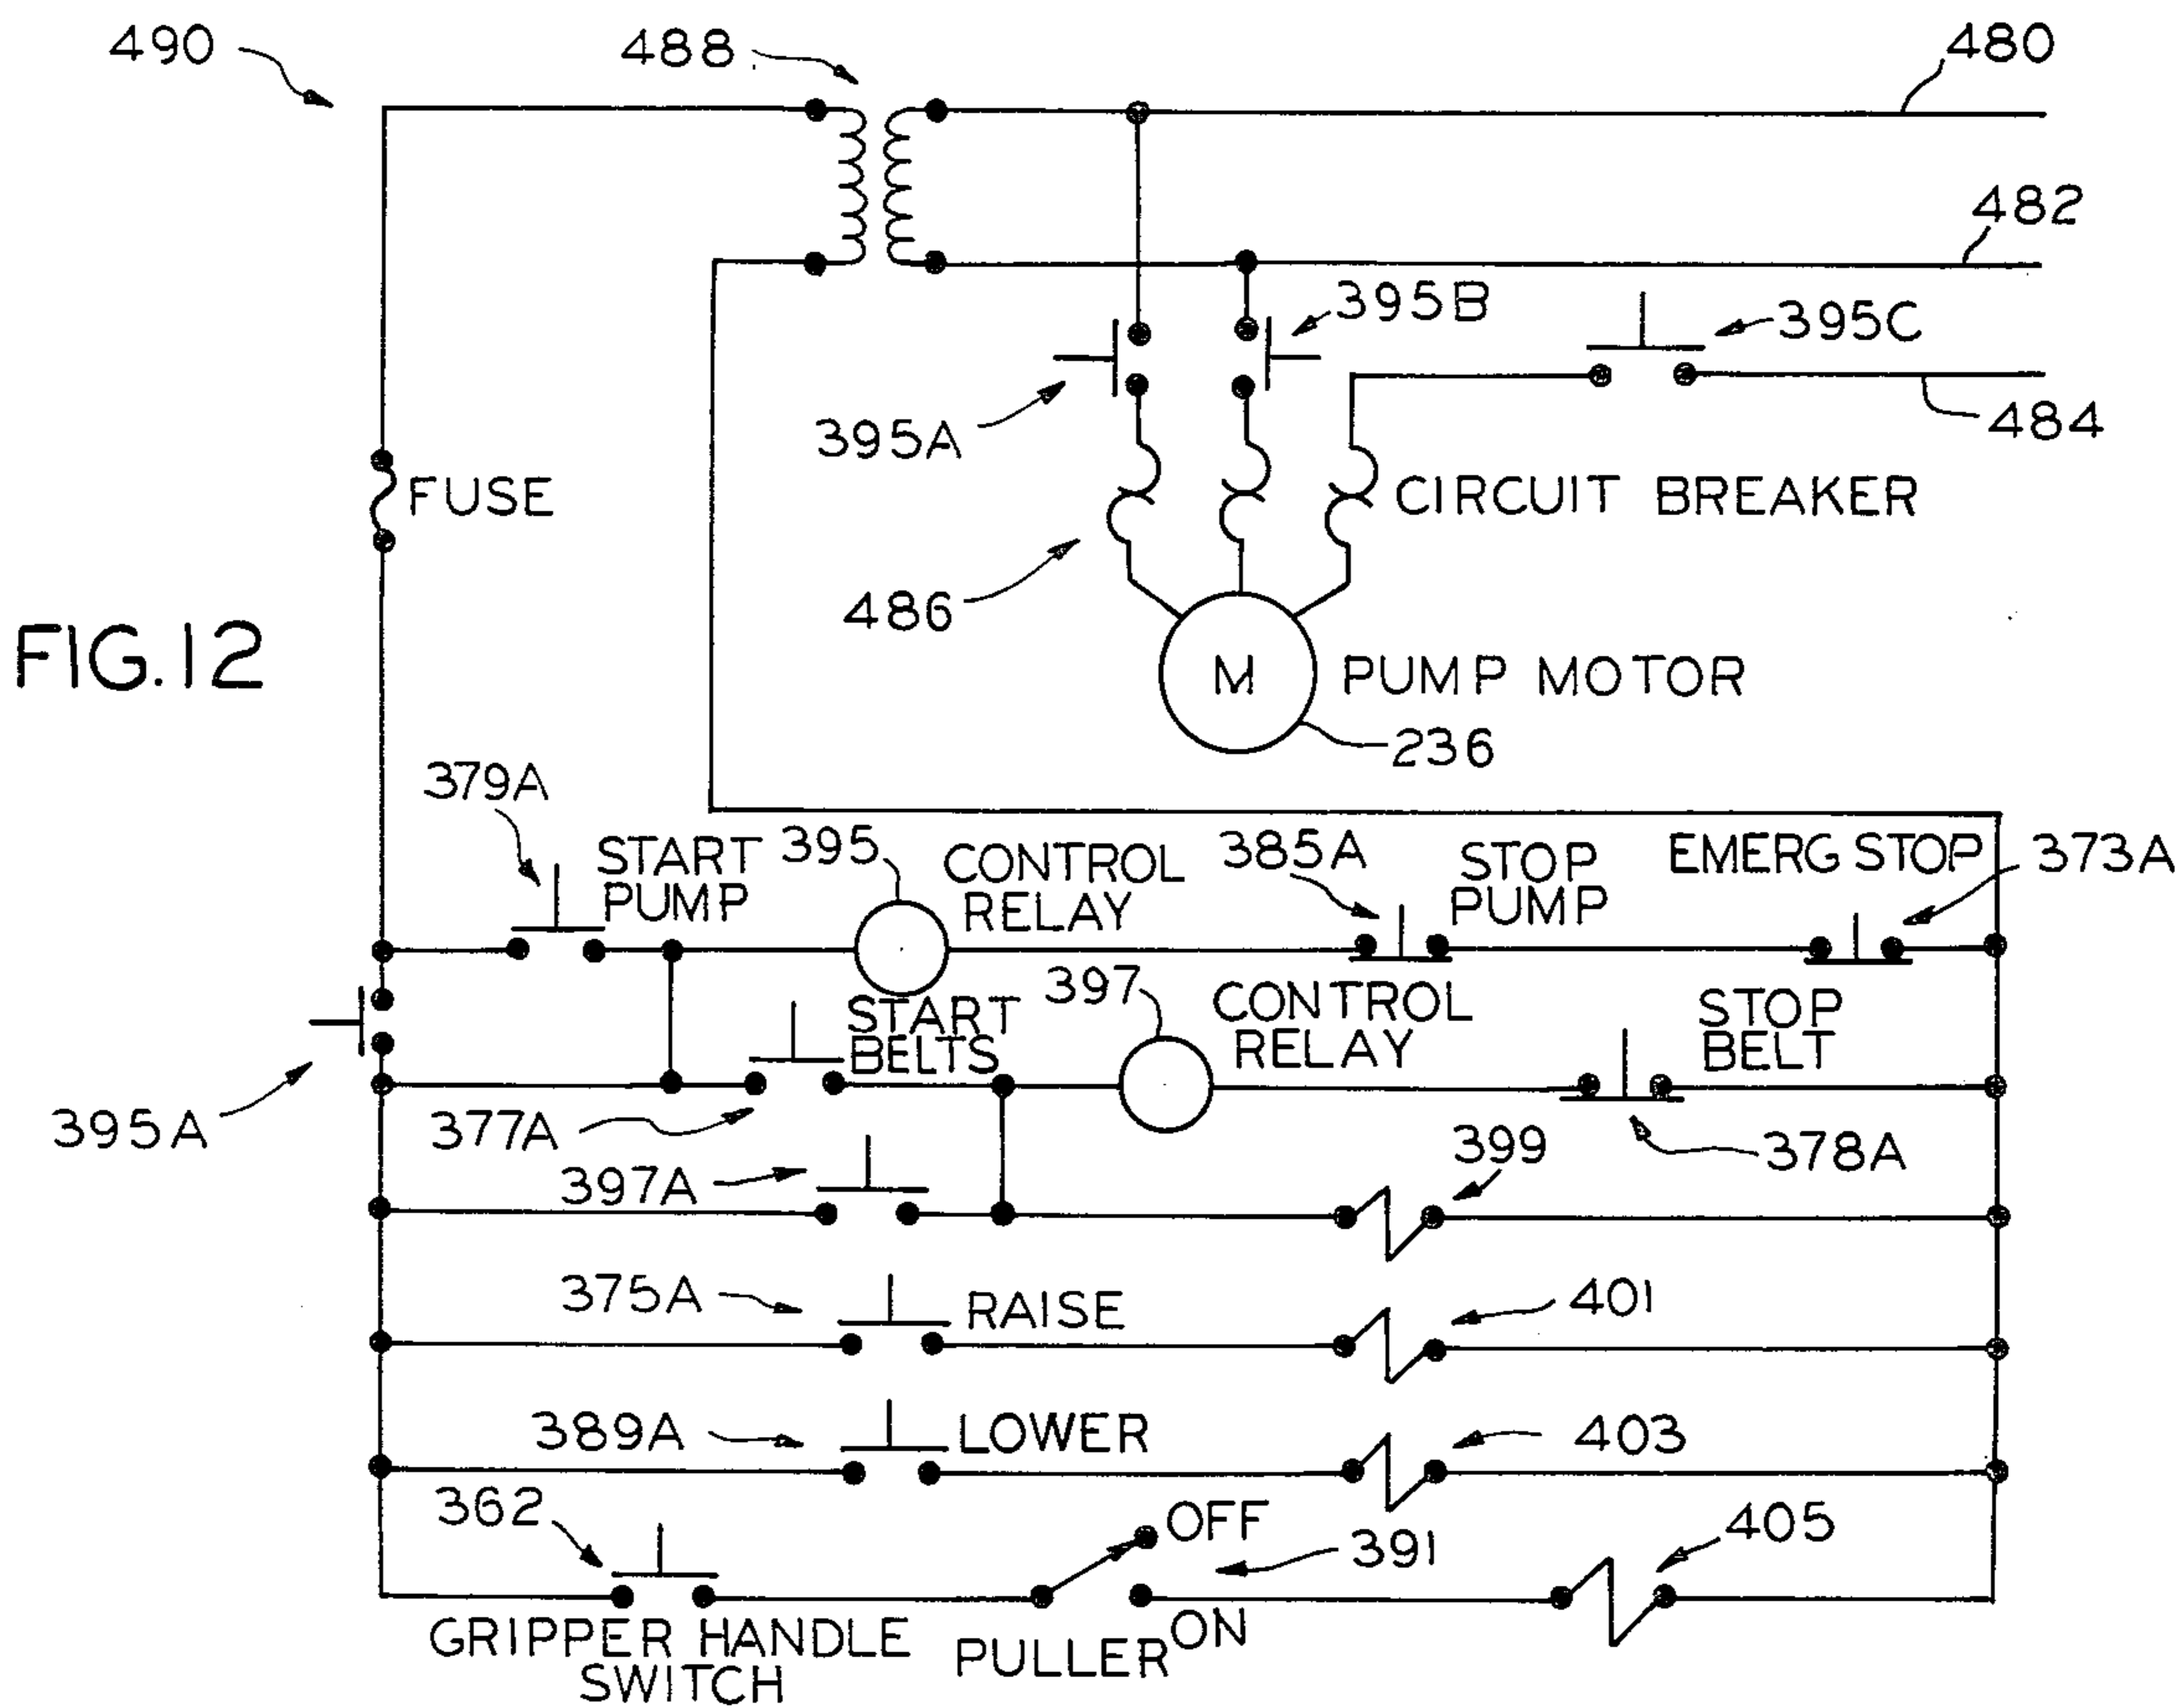 490
488
480
482
395B
395C
395A
484
FUSE
CIRCUIT BREAKER
486
FIG. 12
M
PUMP MOTOR
236
379A
START
PUMP
395
CONTROL
RELAY
385A
STOP
PUMP
EMERG STOP
373A
START
BELTS
397
CONTROL
RELAY
STOP
BELT
395A
377A
378A
397A
399
375A
RAISE
401
389A
LOWER
403
362
OFF
391
405
GRIPPER HANDLE
SWITCH
PULLER
ON